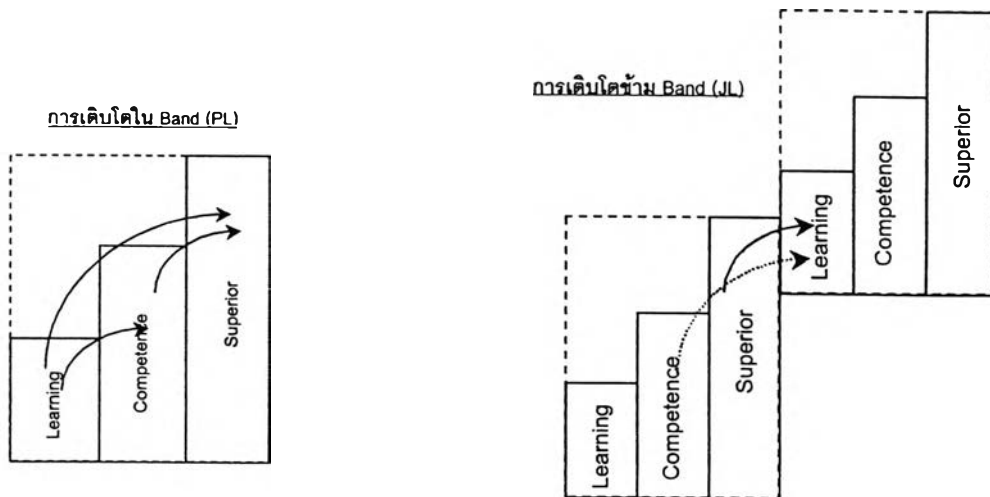 การเติบโตใน Band (PL)
Learning
Competence
Superior
การเติบโตข้าม Band (JL)
Learning
Competence
Superior
Learning
Competence
Superior